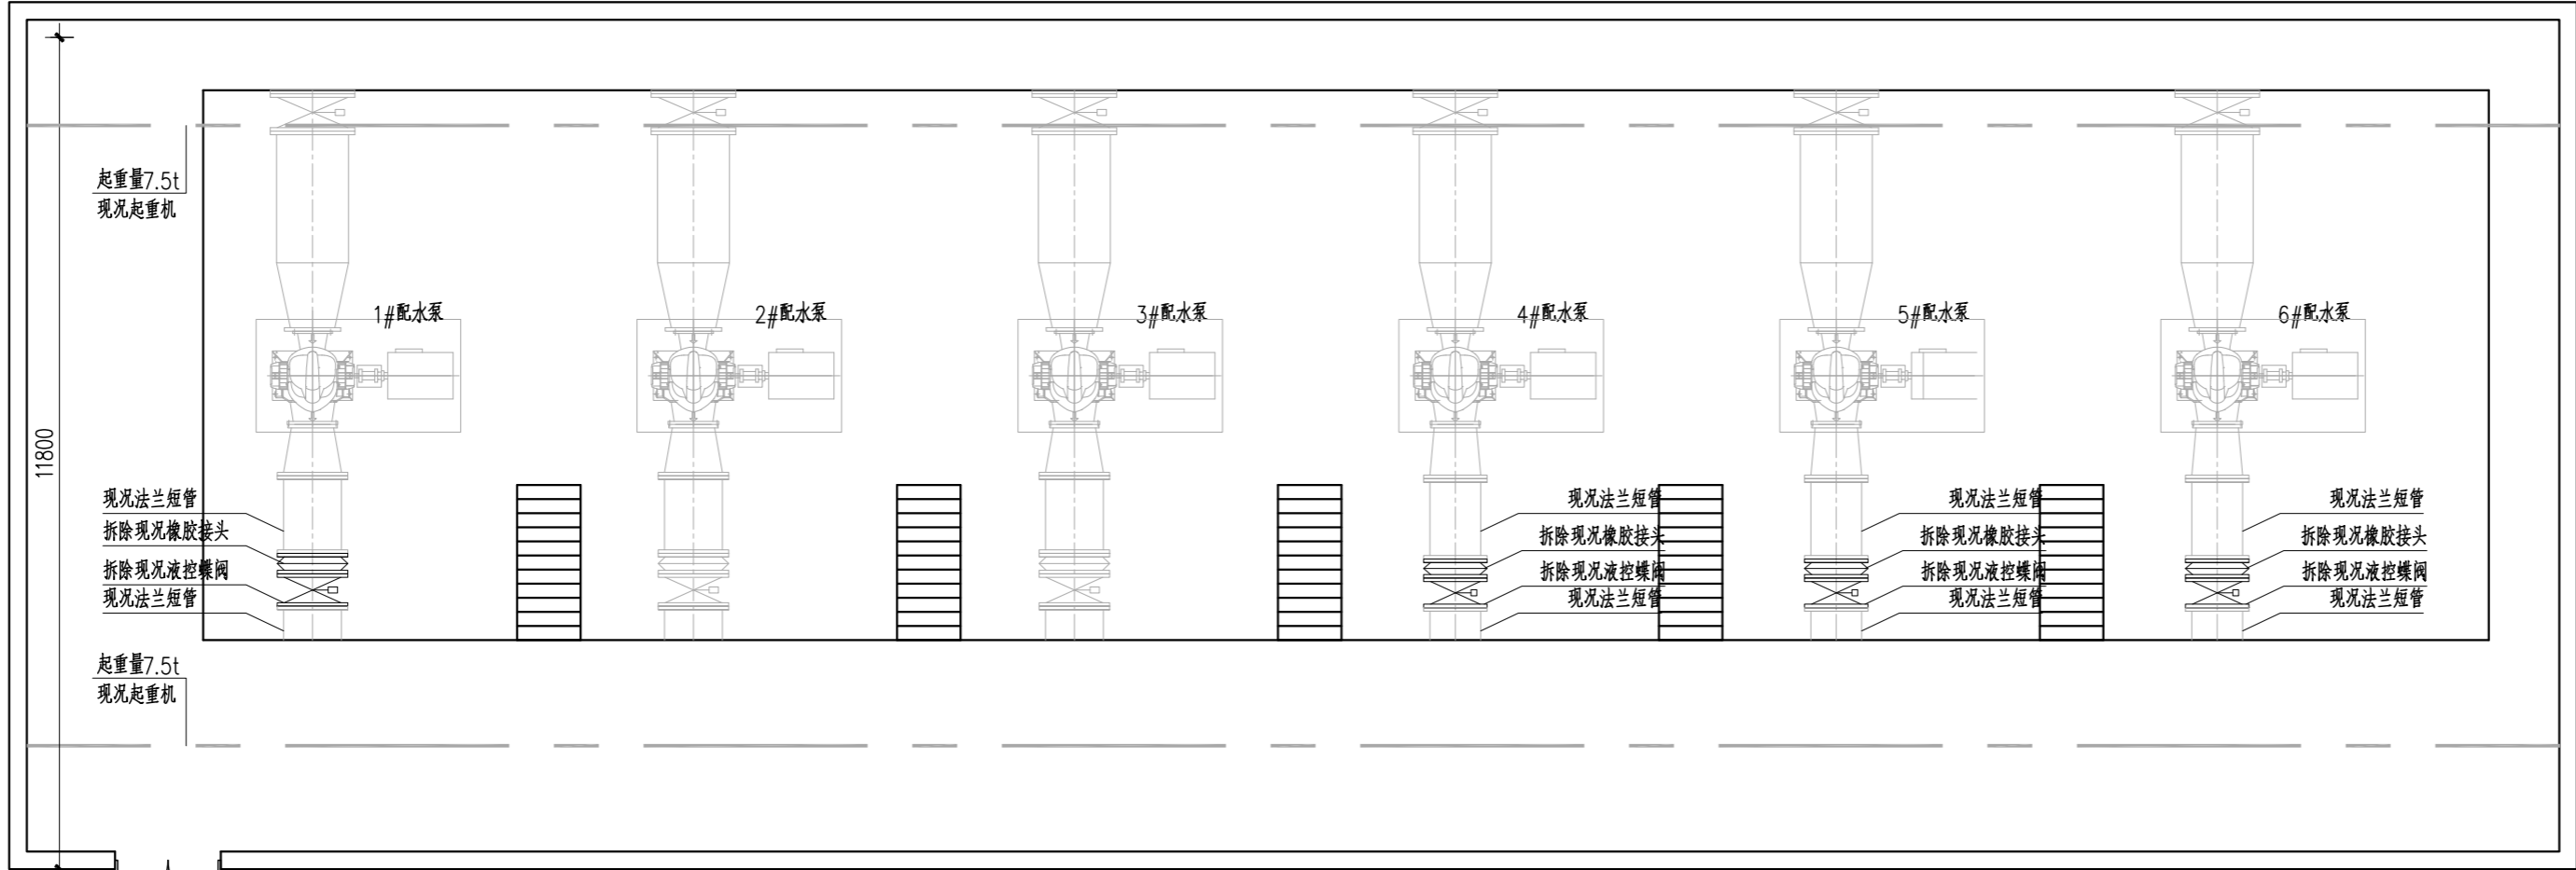 起重量7.5t
现况起重机
1#配水泵
2#配水泵
3#配水泵
4#配水泵
5#配水泵
6#配水泵
11800
现况法兰短管
拆除现况橡胶接头
拆除现况液控蝶阀
现况法兰短管
现况法兰短管
拆除现况橡胶接头
拆除现况液控蝶阀
现况法兰短管
现况法兰短管
拆除现况橡胶接头
拆除现况液控蝶阀
现况法兰短管
现况法兰短管
拆除现况橡胶接头
拆除现况液控蝶阀
现况法兰短管
起重量7.5t
现况起重机